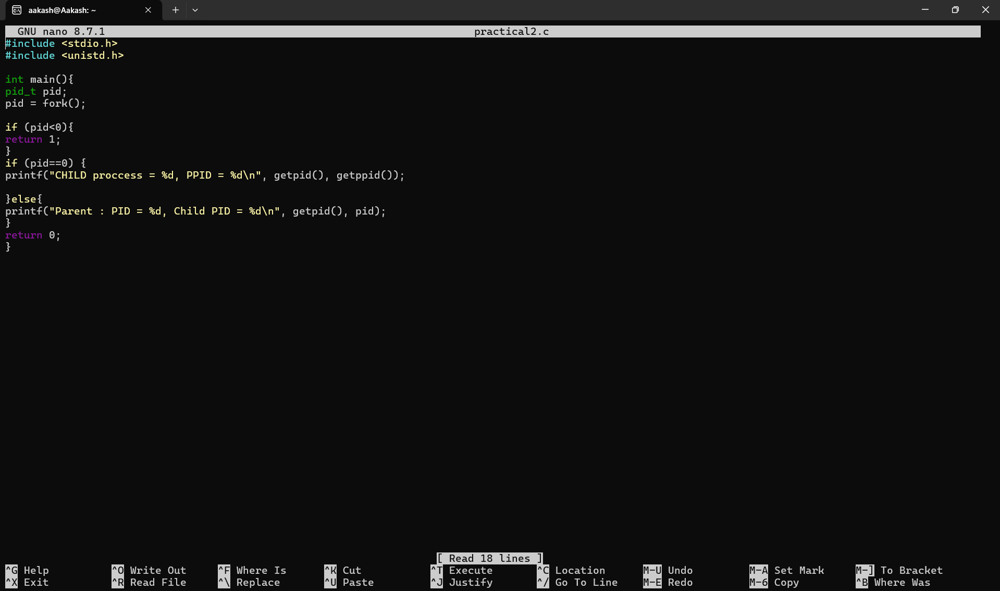 aakash@Aakash: ~
GNU nano 8.7.1 practical2.c
#include <stdio.h>
#include <unistd.h>
int main(){
pid_t pid;
pid = fork();
if (pid<0){
return 1;
}
if (pid==0) {
printf("CHILD proccess = %d, PPID = %d\n", getpid(), getppid());
}else{
printf("Parent : PID = %d, Child PID = %d\n", getpid(), pid);
}
return 0;
}
[ Read 18 lines ]
^G Help ^O Write Out ^F Where Is ^K Cut ^T Execute ^C Location M-U Undo M-A Set Mark M-] To Bracket
^X Exit ^R Read File ^\ Replace ^U Paste ^J Justify ^/ Go To Line M-E Redo M-6 Copy ^B Where Was